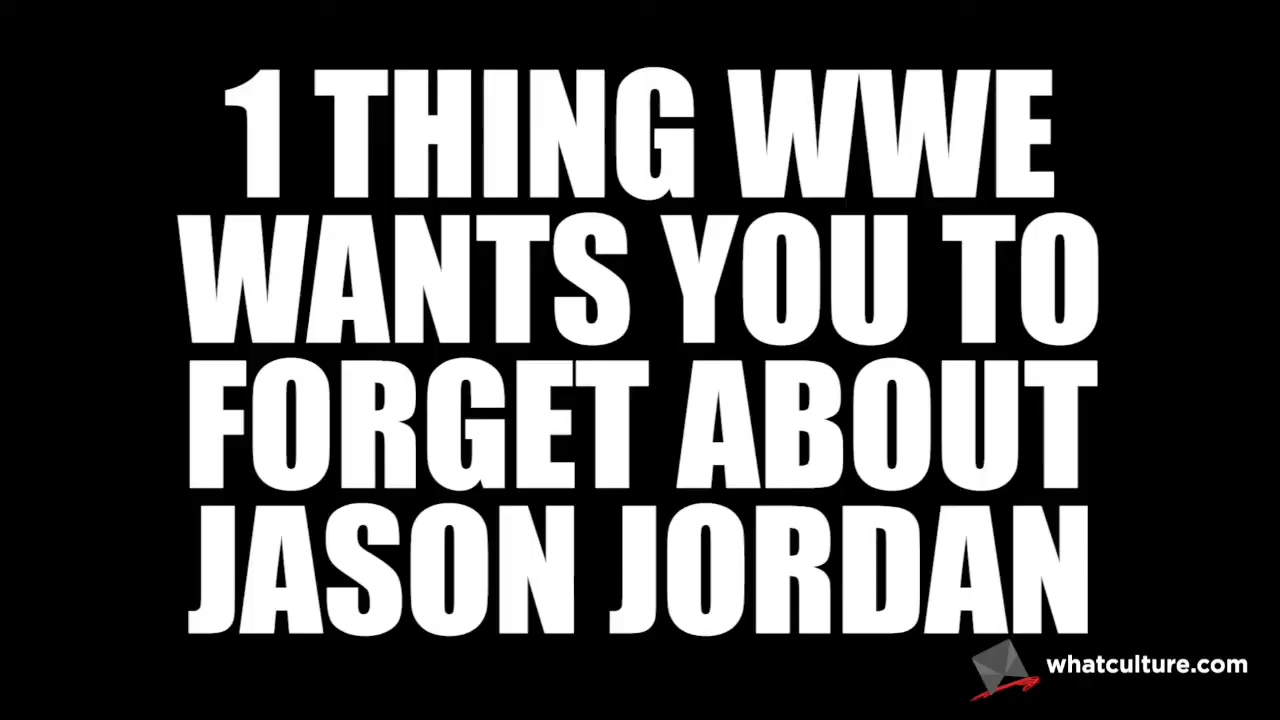 1 THING WWE
WANTS YOU TO
FORGET ABOUT
JASON JORDAN
whatculture.com